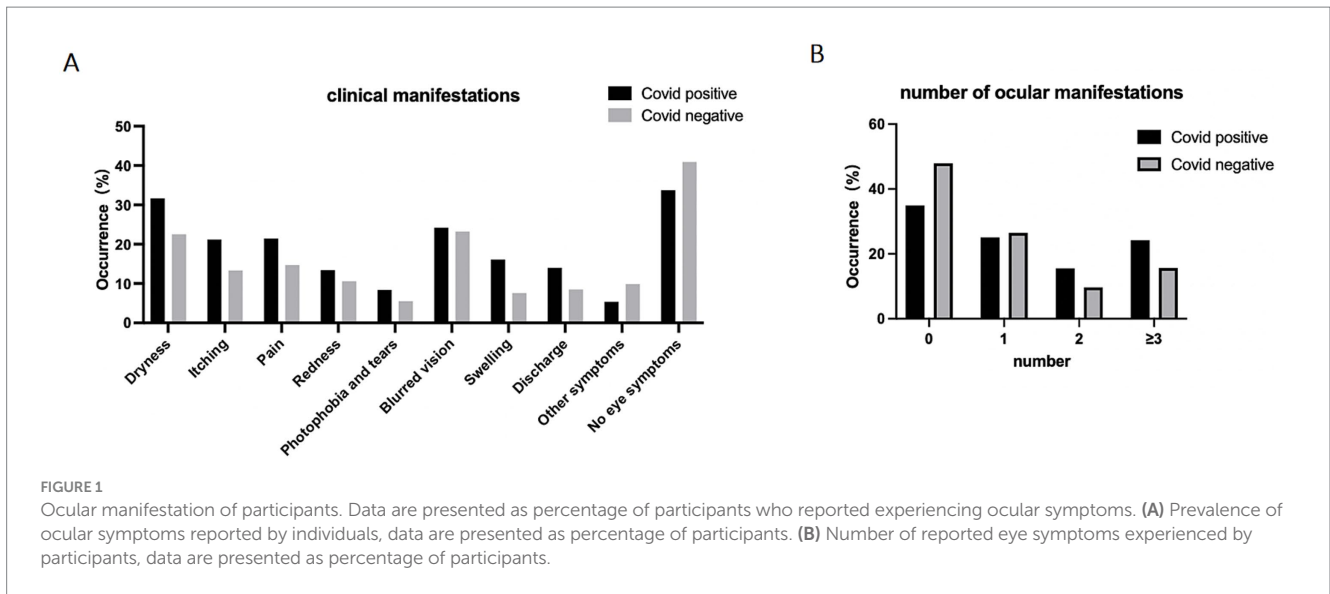 A
clinical manifestations
Covid positive
Covid negative
Occurrence (%)
50
40
30
20
10
0
Dryness
Itching
Pain
Redness
Photophobia and tears
Blurred vision
Swelling
Discharge
Other symptoms
No eye symptoms
B
number of ocular manifestations
Covid positive
Covid negative
Occurrence (%)
60
40
20
0
0
1
2
≥3
number
FIGURE 1
Ocular manifestation of participants. Data are presented as percentage of participants who reported experiencing ocular symptoms. (A) Prevalence of
ocular symptoms reported by individuals, data are presented as percentage of participants. (B) Number of reported eye symptoms experienced by
participants, data are presented as percentage of participants.